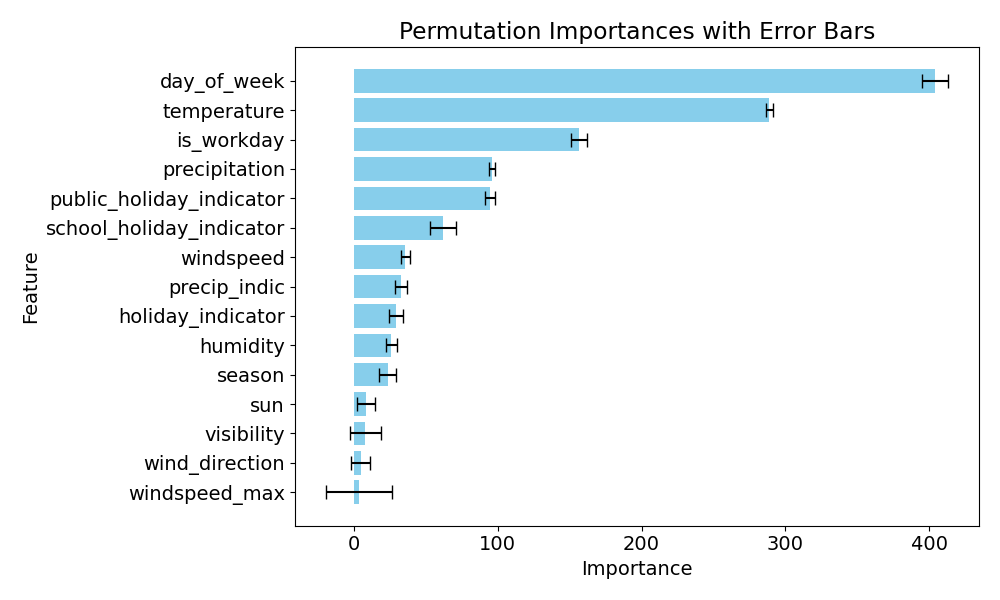 Permutation Importances with Error Bars
day_of_week
temperature
is_workday
precipitation
public_holiday_indicator
school_holiday_indicator
windspeed
precip_indic
holiday_indicator
humidity
season
sun
visibility
wind_direction
windspeed_max
Feature
0 100 200 300 400
Importance